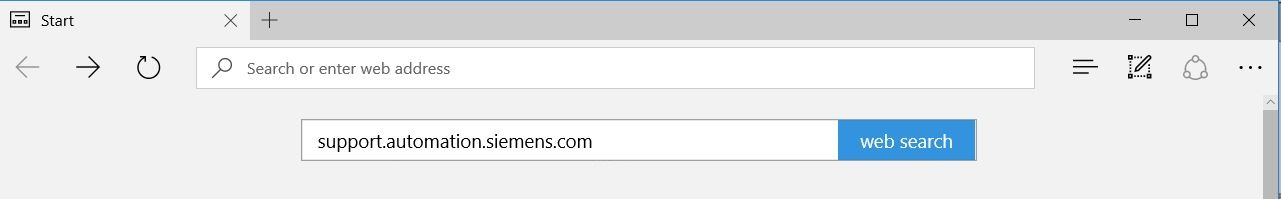 Start
Search or enter web address
support.automation.siemens.com web search